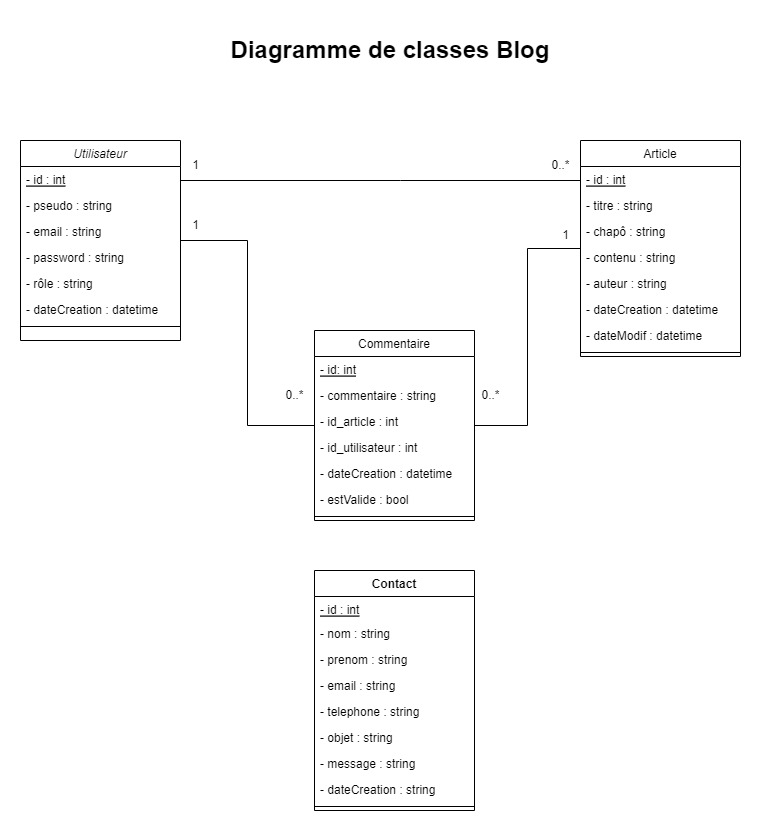 Diagramme de classes Blog
Utilisateur
- id : int
- pseudo : string
- email : string
- password : string
- rôle : string
- dateCreation : datetime
1
0..*
Article
- id : int
- titre : string
- chapô : string
- contenu : string
- auteur : string
- dateCreation : datetime
- dateModif : datetime
1
1
0..*
0..*
Commentaire
- id: int
- commentaire : string
- id_article : int
- id_utilisateur : int
- dateCreation : datetime
- estValide : bool
Contact
- id : int
- nom : string
- prenom : string
- email : string
- telephone : string
- objet : string
- message : string
- dateCreation : string